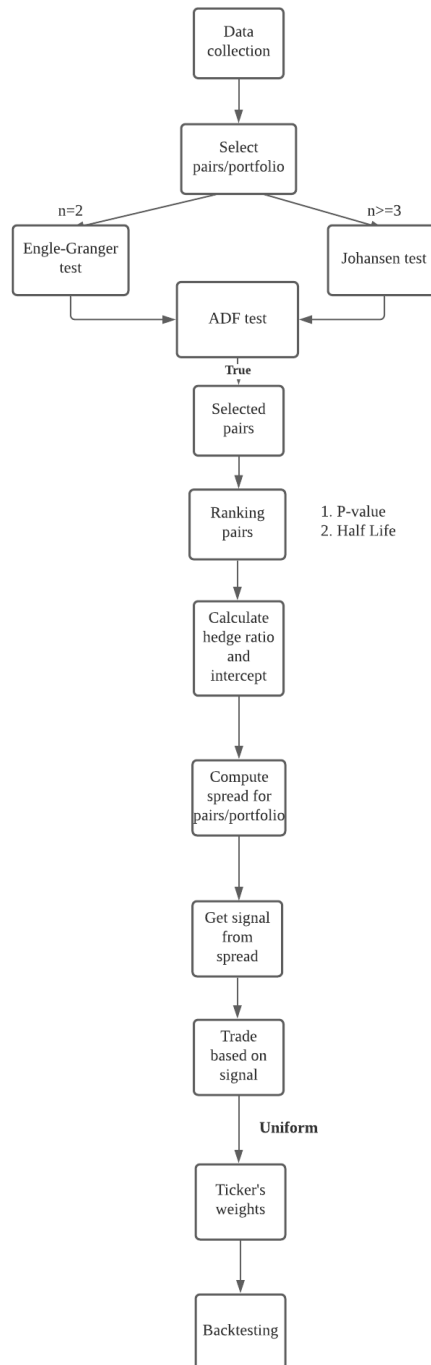 Data
collection
Select
pairs/portfolio
n=2
n>=3
Engle-Granger
test
Johansen test
ADF test
True
Selected
pairs
Ranking
pairs
1. P-value
2. Half Life
Calculate
hedge ratio
and
intercept
Compute
spread for
pairs/portfolio
Get signal
from
spread
Trade
based on
signal
Uniform
Ticker's
weights
Backtesting